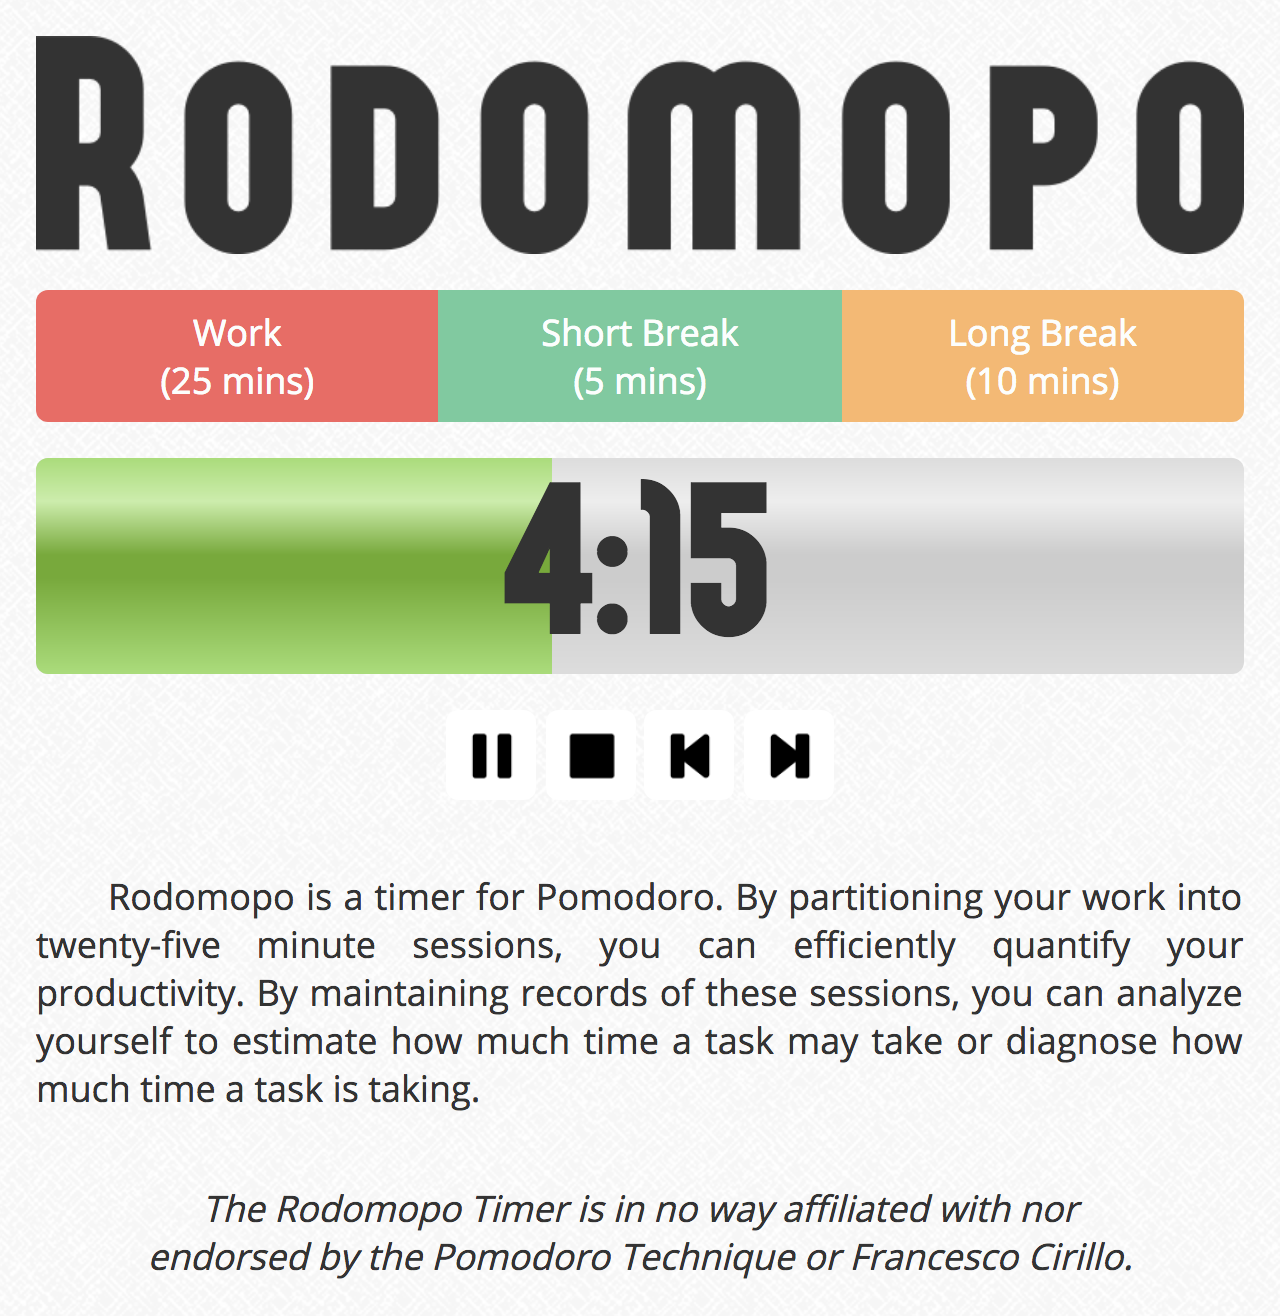 Rodomopo
Work
(25 mins)
Short Break
(5 mins)
Long Break
(10 mins)
4:15
Rodomopo is a timer for Pomodoro. By partitioning your work into
twenty-five minute sessions, you can efficiently quantify your
productivity. By maintaining records of these sessions, you can analyze
yourself to estimate how much time a task may take or diagnose how
much time a task is taking.
The Rodomopo Timer is in no way affiliated with nor
endorsed by the Pomodoro Technique or Francesco Cirillo.